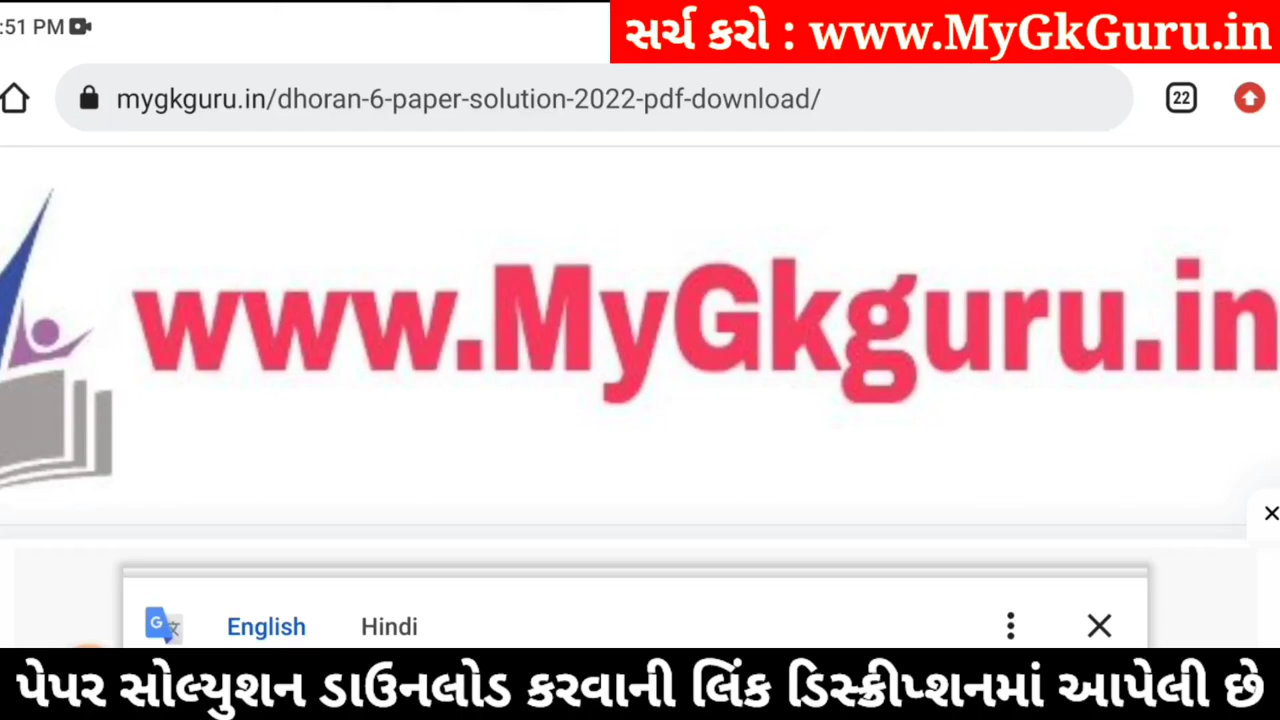 :51 PM
સર્ચ કરો : www.MyGkGuru.in
mygkguru.in/dhoran-6-paper-solution-2022-pdf-download/
22
www.MyGkguru.in
English Hindi
પેપર સોલ્યુશન ડાઉનલોડ કરવાની લિંક ડિસ્ક્રીપ્શનમાં આપેલી છે